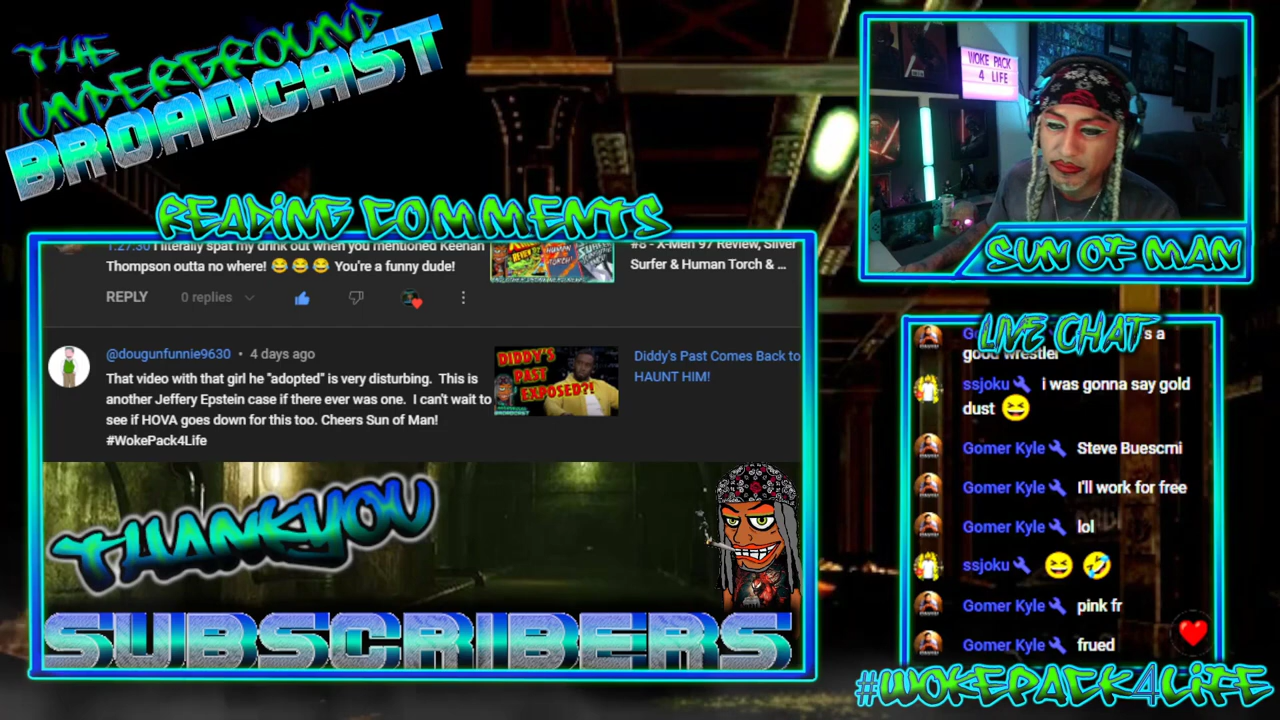 THE
UNDERGROUND
BROADCAST
WOKE PACK
4 LIFE
SUN OF MAN
READING COMMENTS
1:27:30 I literally spat my drink out when you mentioned Keenan
Thompson outta no where! 😂 😂 😂 You're a funny dude!
REPLY 0 replies
#8 - X-Men 97 Review, Silver
Surfer & Human Torch & ...
@dougunfunnie9630 • 4 days ago
That video with that girl he "adopted" is very disturbing. This is
another Jeffery Epstein case if there ever was one. I can't wait to
see if HOVA goes down for this too. Cheers Sun of Man!
#WokePack4Life
DIDDY'S
PAST
EXPOSED?!
BROADCAST
Diddy's Past Comes Back to
HAUNT HIM!
THANKYOU
SUBSCRIBERS
LIVE CHAT
s a
good wrestler
ssjoku i was gonna say gold
dust 😆
Gomer Kyle Steve Buescmi
Gomer Kyle I'll work for free
Gomer Kyle lol
ssjoku 😆 🤣
Gomer Kyle pink fr
Gomer Kyle frued
#WOKEPACK4LIFE